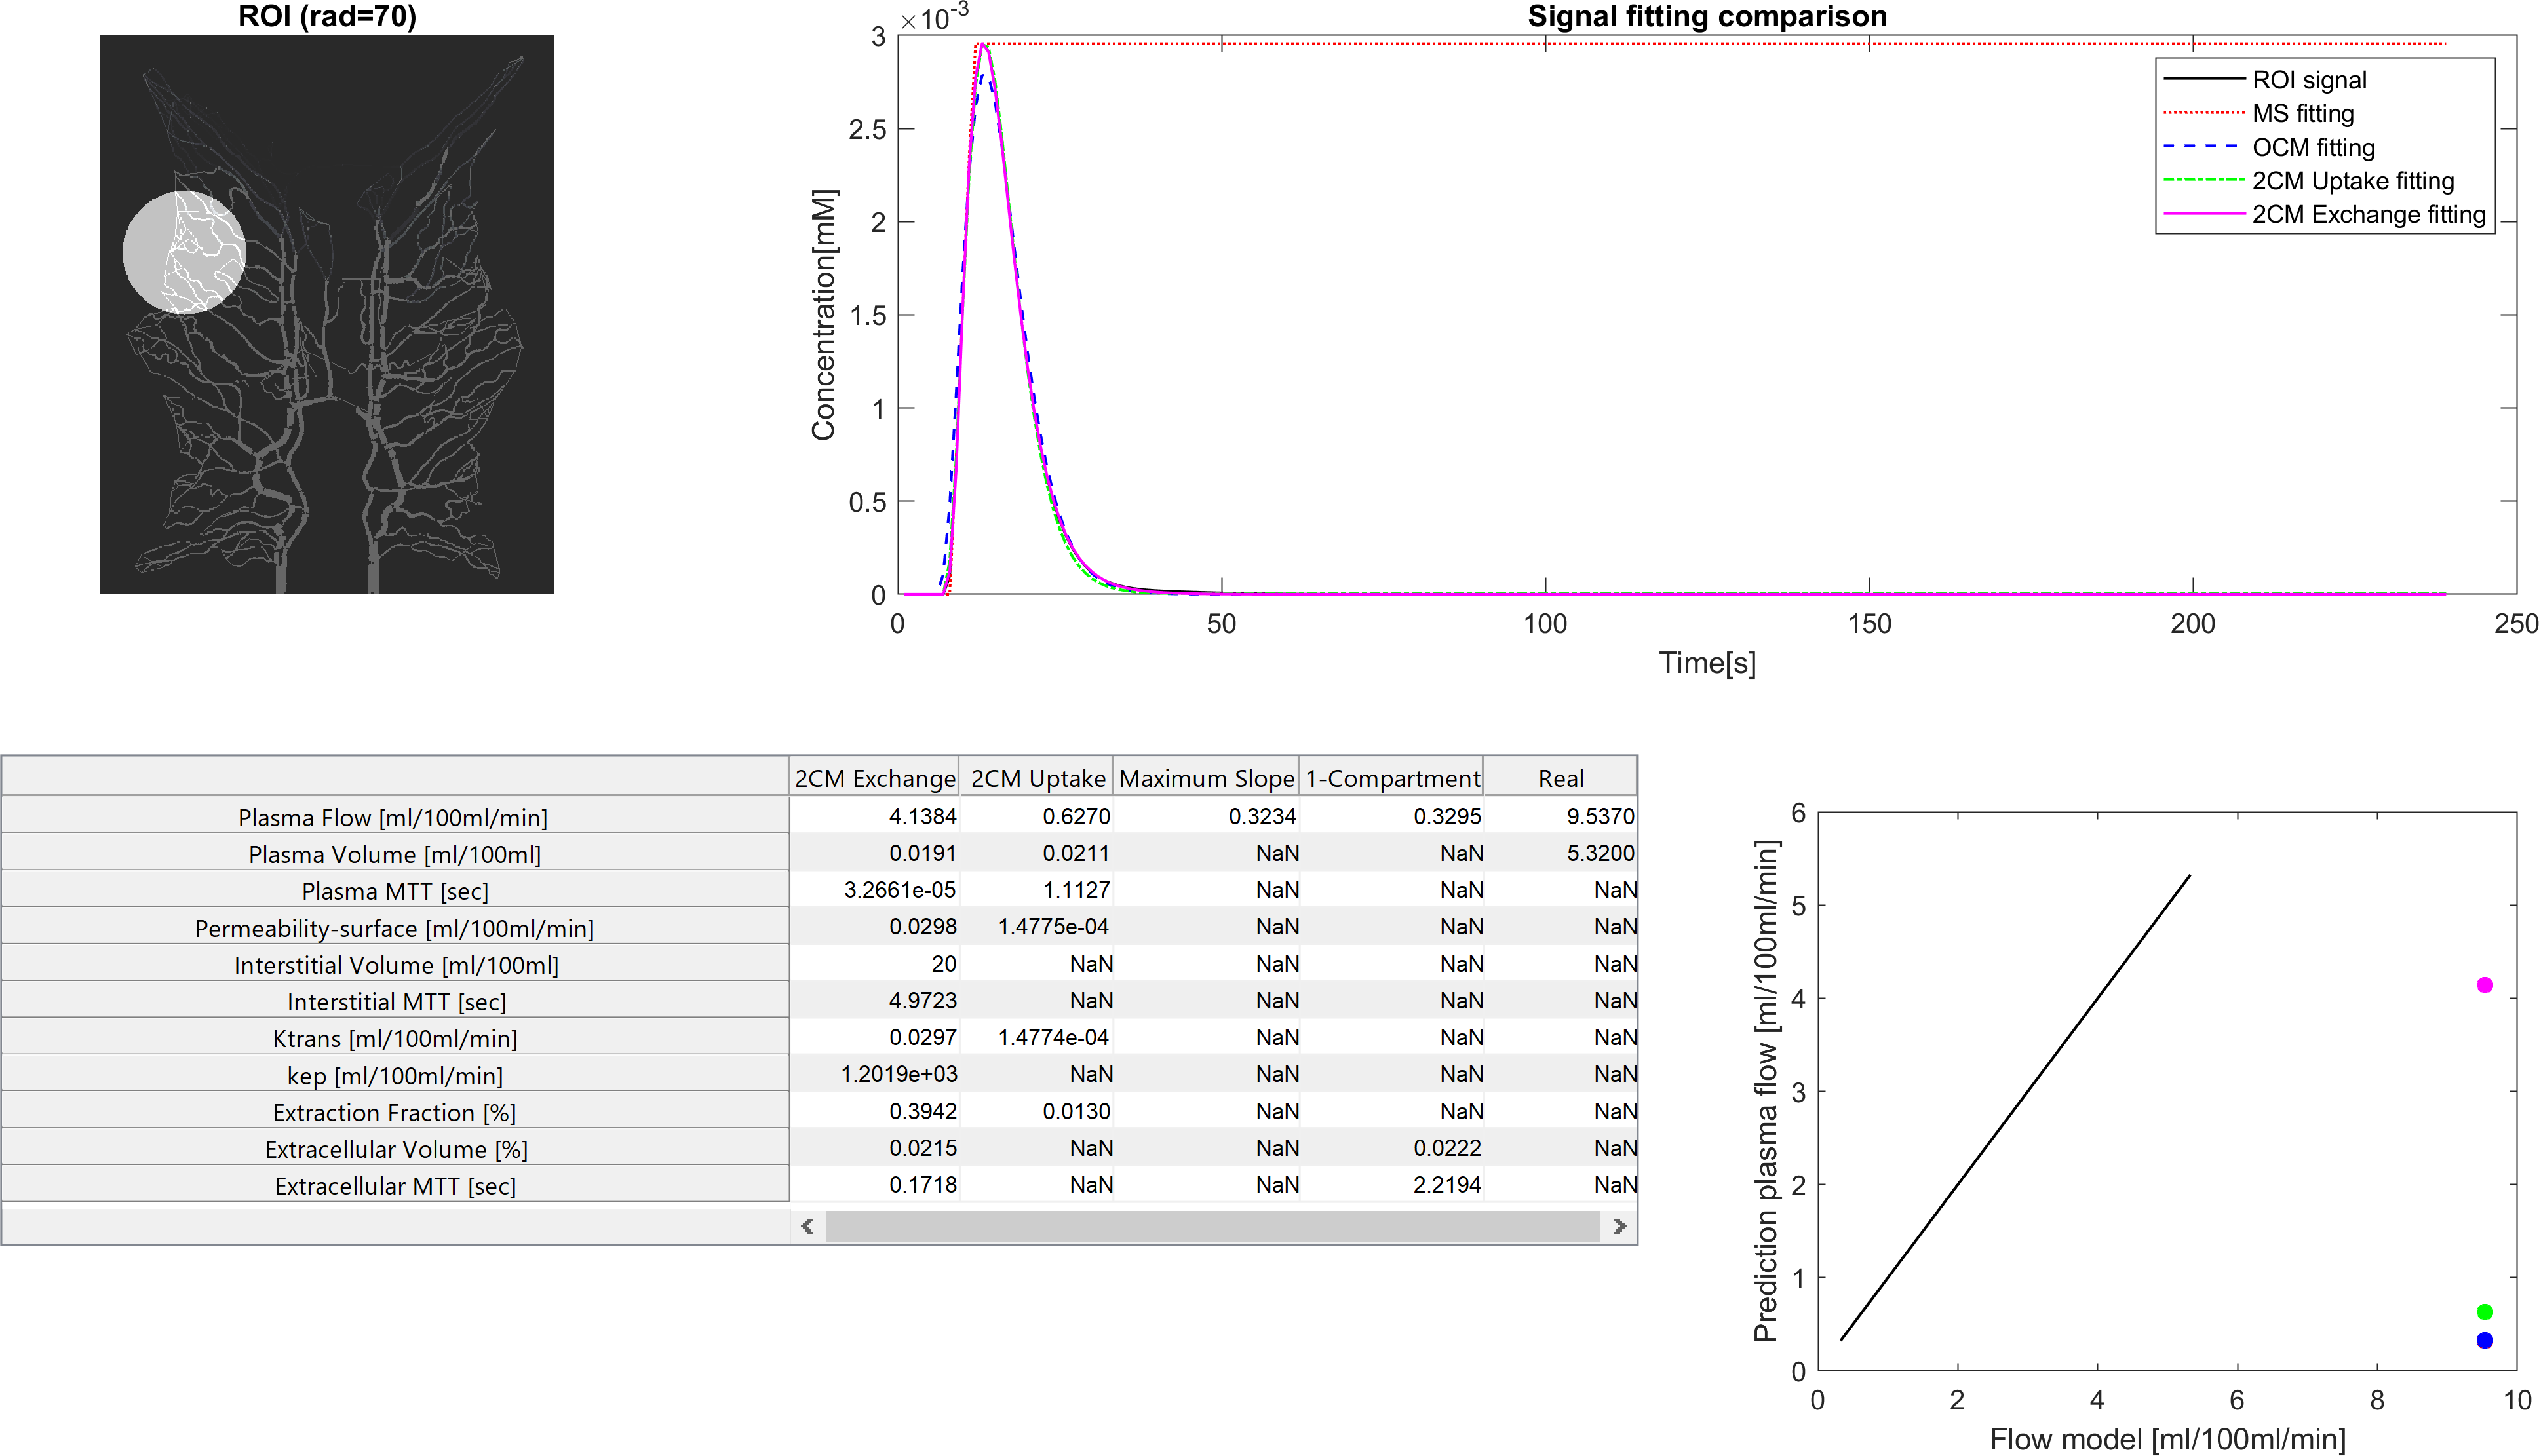 ROI (rad=70)
Signal fitting comparison
×10-3
3
2.5
2
1.5
1
0.5
0
Concentration[mM]
0 50 100 150 200 250
Time[s]
ROI signal
MS fitting
OCM fitting
2CM Uptake fitting
2CM Exchange fitting
2CM Exchange 2CM Uptake Maximum Slope 1-Compartment Real
Plasma Flow [ml/100ml/min] 4.1384 0.6270 0.3234 0.3295 9.5370
Plasma Volume [ml/100ml] 0.0191 0.0211 NaN NaN 5.3200
Plasma MTT [sec] 3.2661e-05 1.1127 NaN NaN NaN
Permeability-surface [ml/100ml/min] 0.0298 1.4775e-04 NaN NaN NaN
Interstitial Volume [ml/100ml] 20 NaN NaN NaN NaN
Interstitial MTT [sec] 4.9723 NaN NaN NaN NaN
Ktrans [ml/100ml/min] 0.0297 1.4774e-04 NaN NaN NaN
kep [ml/100ml/min] 1.2019e+03 NaN NaN NaN NaN
Extraction Fraction [%] 0.3942 0.0130 NaN NaN NaN
Extracellular Volume [%] 0.0215 NaN NaN 0.0222 NaN
Extracellular MTT [sec] 0.1718 NaN NaN 2.2194 NaN
6
5
4
3
2
1
0
Prediction plasma flow [ml/100ml/min]
0 2 4 6 8 10
Flow model [ml/100ml/min]